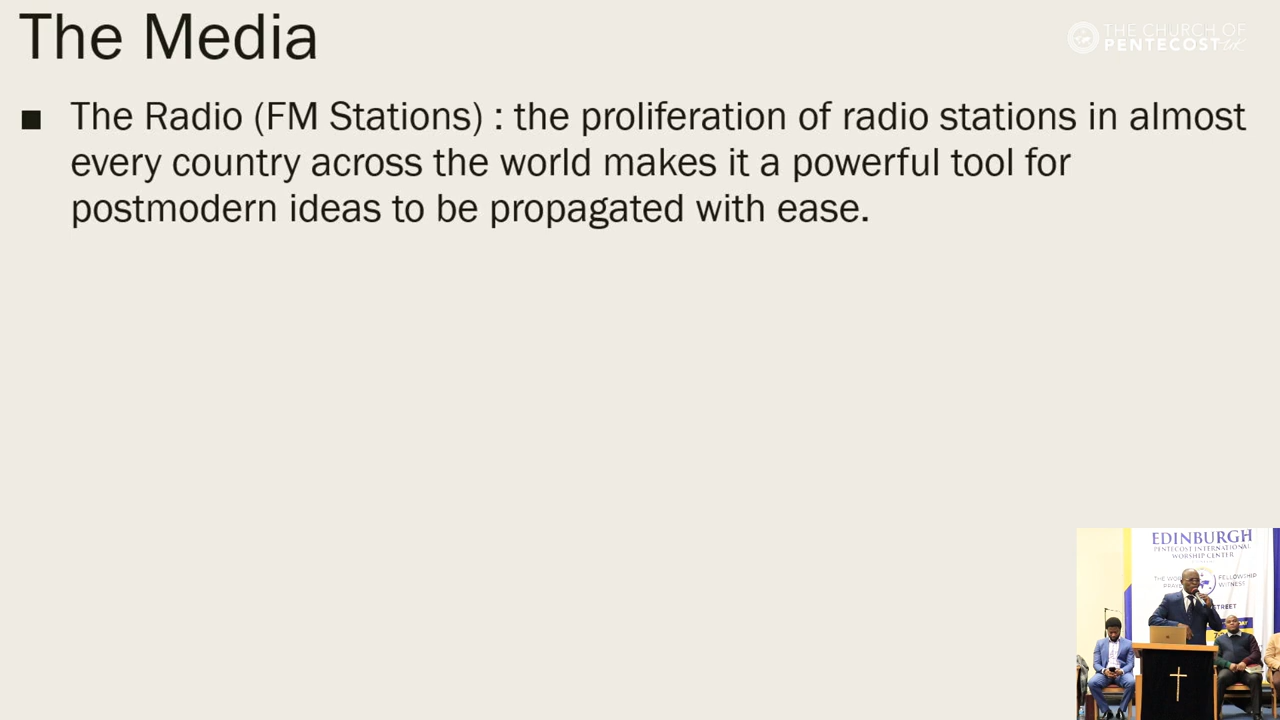 The Media
THE CHURCH OF
PENTECOST uk
■ The Radio (FM Stations) : the proliferation of radio stations in almost
every country across the world makes it a powerful tool for
postmodern ideas to be propagated with ease.
EDINBURGH
PENTECOST INTERNATIONAL
WORSHIP CENTER
FELLOWSHIP
WITNESS
STREET